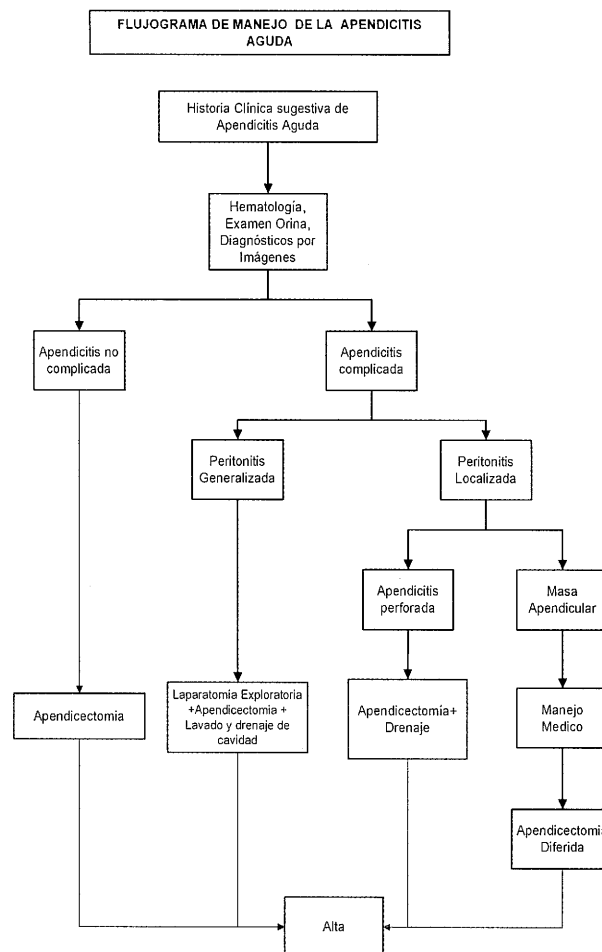 FLUJOGRAMA DE MANEJO DE LA APENDICITIS
AGUDA
Historia Clínica sugestiva de
Apendicitis Aguda
Hematología,
Examen Orina,
Diagnósticos por
Imágenes
Apendicitis no
complicada
Apendicitis
complicada
Peritonitis
Generalizada
Peritonitis
Localizada
Apendicitis
perforada
Masa
Apendicular
Apendicectomia
Laparatomía Exploratoria
+Apendicectomia +
Lavado y drenaje de
cavidad
Apendicectomia+
Drenaje
Manejo
Medico
Apendicectomia
Diferida
Alta